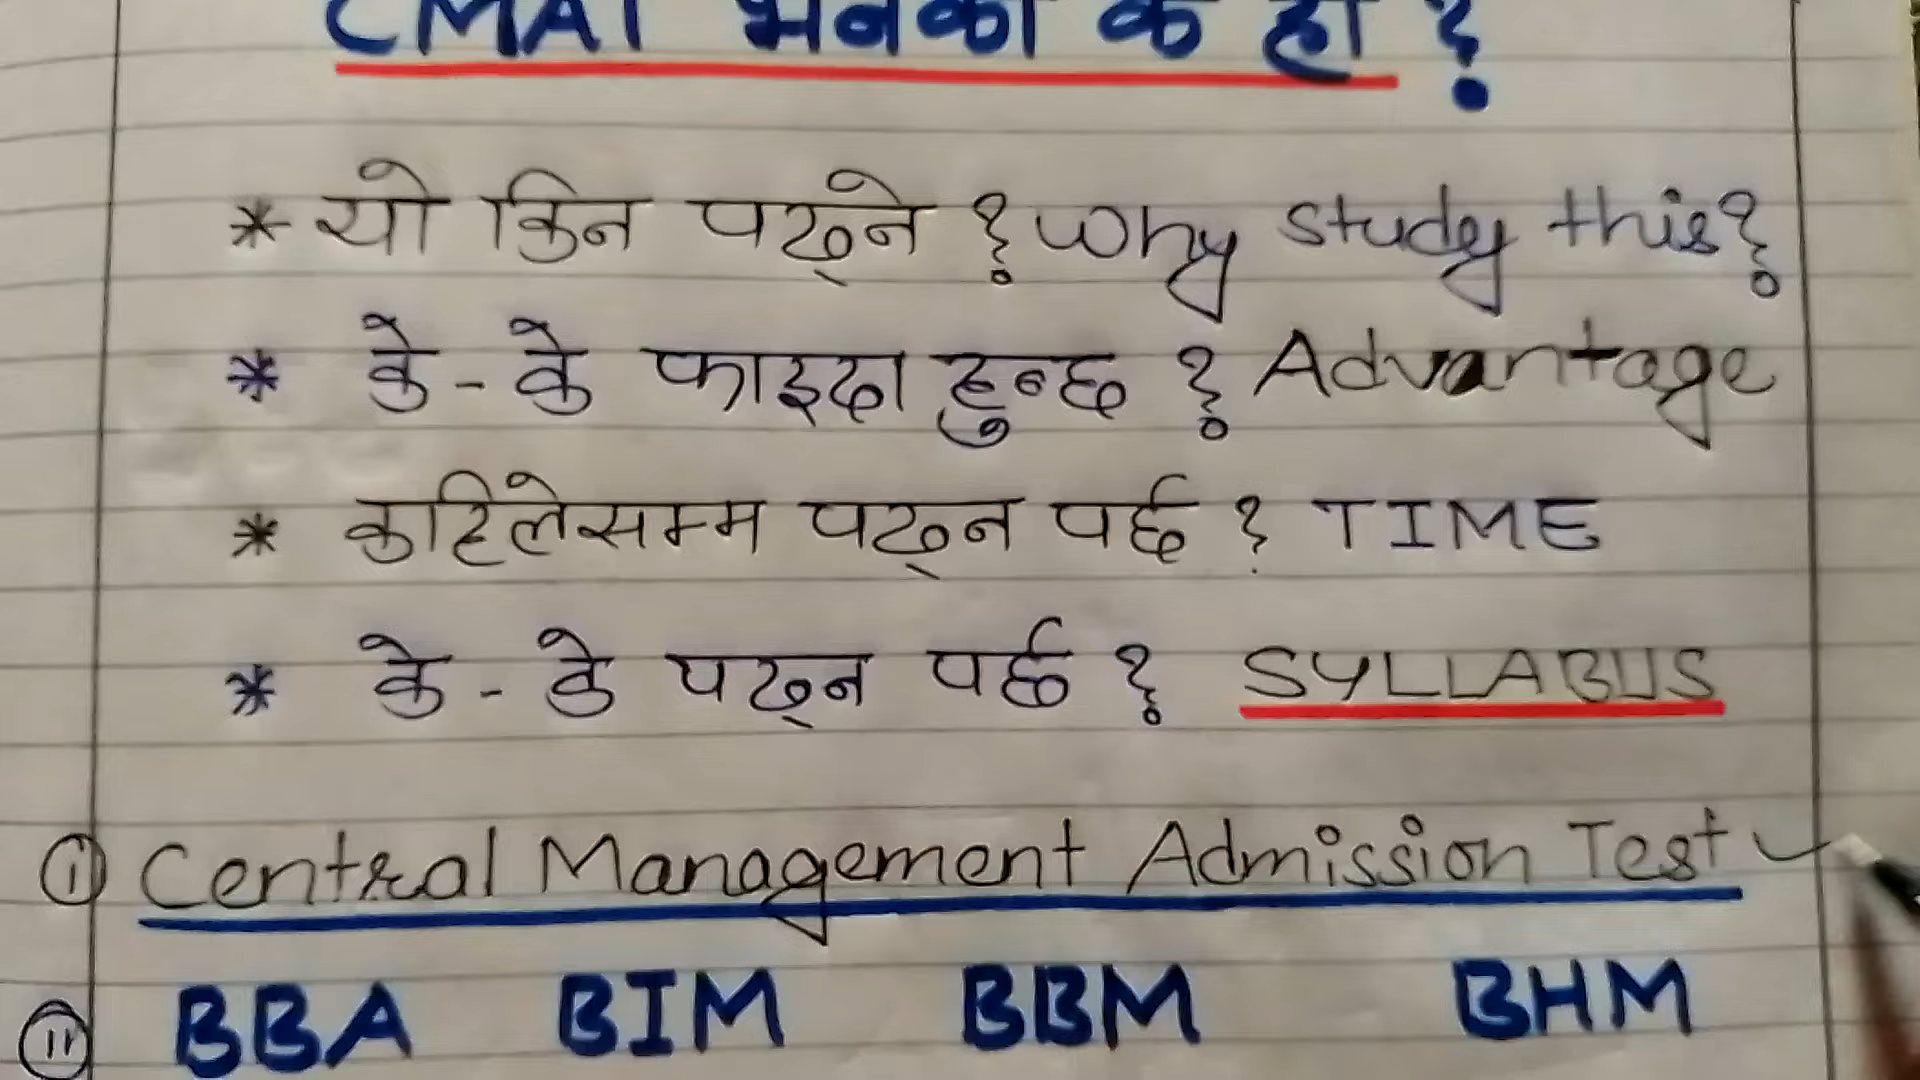 CMAT भनेको के हो ?
* यो किन पढ्ने ? Why study this?
* के - के फाइदा हुन्छ ? Advantage
* कहिलेसम्म पढ्न पर्छ ? TIME
* के - के पढ्न पर्छ ? SYLLABUS
(i) Central Management Admission Test
(ii) BBA BIM BBM BHM